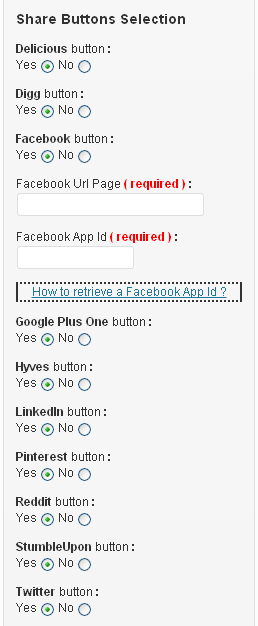 Share Buttons Selection
Delicious button:
Yes No
Digg button:
Yes No
Facebook button:
Yes No
Facebook Url Page ( required ) :
Facebook App Id ( required ) :
How to retrieve a Facebook App Id ?
Google Plus One button:
Yes No
Hyves button:
Yes No
LinkedIn button:
Yes No
Pinterest button:
Yes No
Reddit button:
Yes No
StumbleUpon button:
Yes No
Twitter button:
Yes No